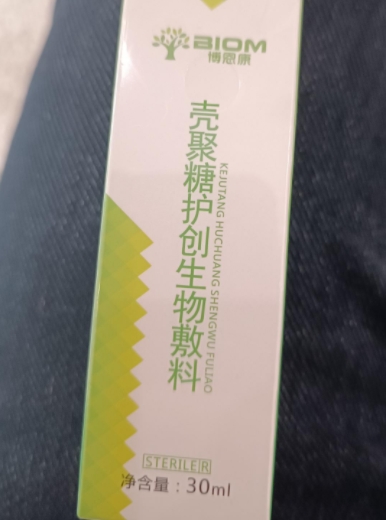 BIOM
博恩康
壳聚糖护创生物敷料
KEJUTANG HUCHUANG SHENGWU FULIAO
STERILE R
净含量：30ml